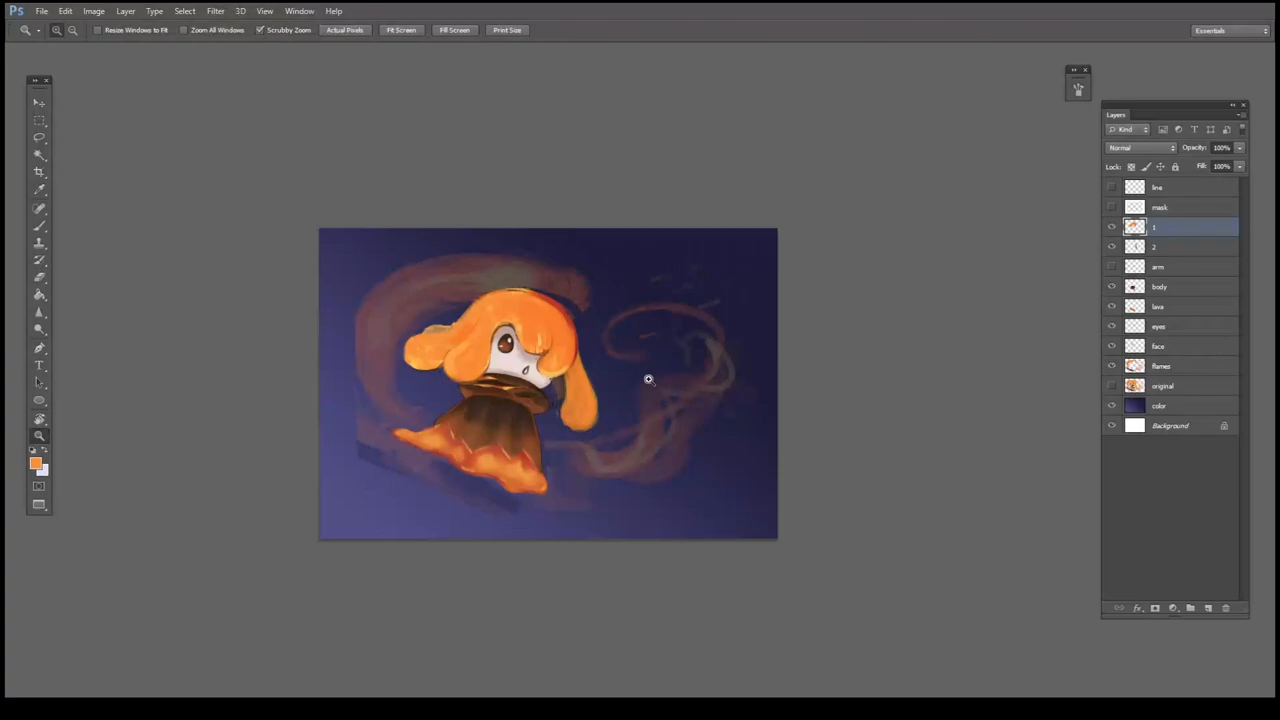 Ps File Edit Image Layer Type Select Filter 3D View Window Help
Resize Windows to Fit Zoom All Windows Scrubby Zoom Actual Pixels Fit Screen Fill Screen Print Size Essentials
Layers
Kind
Normal Opacity: 100%
Lock: Fill: 100%
line
mask
1
2
arm
body
lava
eyes
face
flames
original
color
Background